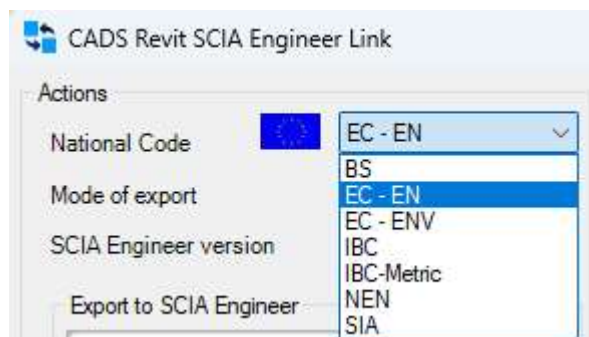 CADS Revit SCIA Engineer Link
Actions
National Code EC - EN
BS
Mode of export EC - EN
EC - ENV
SCIA Engineer version IBC
IBC-Metric
Export to SCIA Engineer NEN
SIA